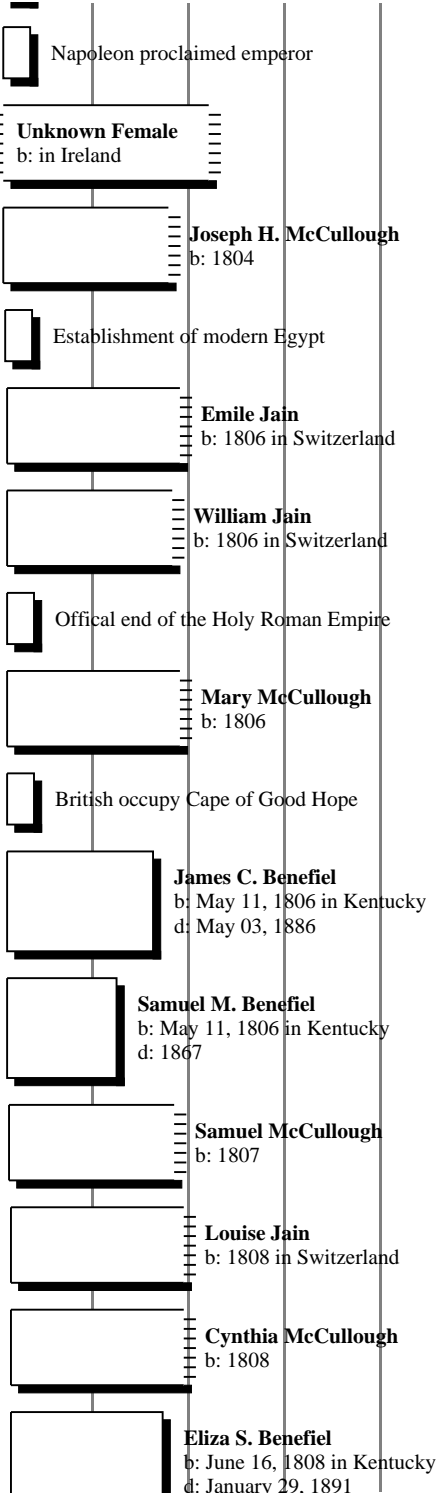 Napoleon proclaimed emperor
Unknown Female
b: in Ireland
Joseph H. McCullough
b: 1804
Establishment of modern Egypt
Emile Jain
b: 1806 in Switzerland
William Jain
b: 1806 in Switzerland
Offical end of the Holy Roman Empire
Mary McCullough
b: 1806
British occupy Cape of Good Hope
James C. Benefiel
b: May 11, 1806 in Kentucky
d: May 03, 1886
Samuel M. Benefiel
b: May 11, 1806 in Kentucky
d: 1867
Samuel McCullough
b: 1807
Louise Jain
b: 1808 in Switzerland
Cynthia McCullough
b: 1808
Eliza S. Benefiel
b: June 16, 1808 in Kentucky
d: January 29, 1891